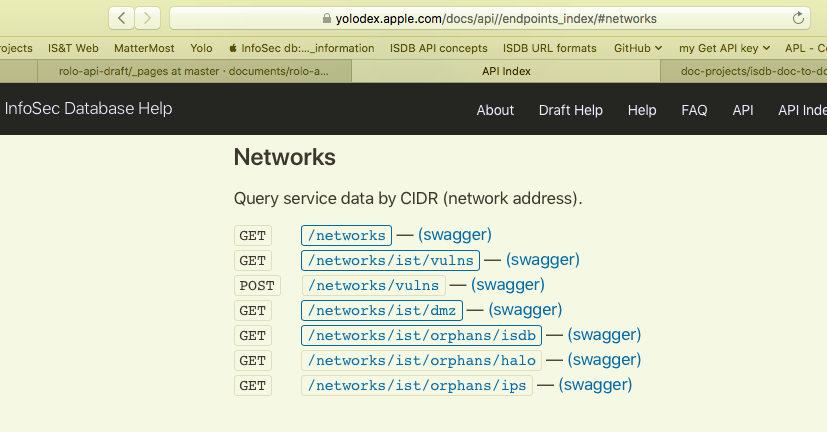 yolodex.apple.com/docs/api//endpoints_index/#networks
rojects IS&T Web MatterMost Yolo InfoSec db:..._information ISDB API concepts ISDB URL formats GitHub my Get API key APL - Co
rolo-api-draft/_pages at master · documents/rolo-a... API Index doc-projects/isdb-doc-to-do
InfoSec Database Help About Draft Help Help FAQ API API Inde
Networks
Query service data by CIDR (network address).
GET /networks — (swagger)
GET /networks/ist/vulns — (swagger)
POST /networks/vulns — (swagger)
GET /networks/ist/dmz — (swagger)
GET /networks/ist/orphans/isdb — (swagger)
GET /networks/ist/orphans/halo — (swagger)
GET /networks/ist/orphans/ips — (swagger)